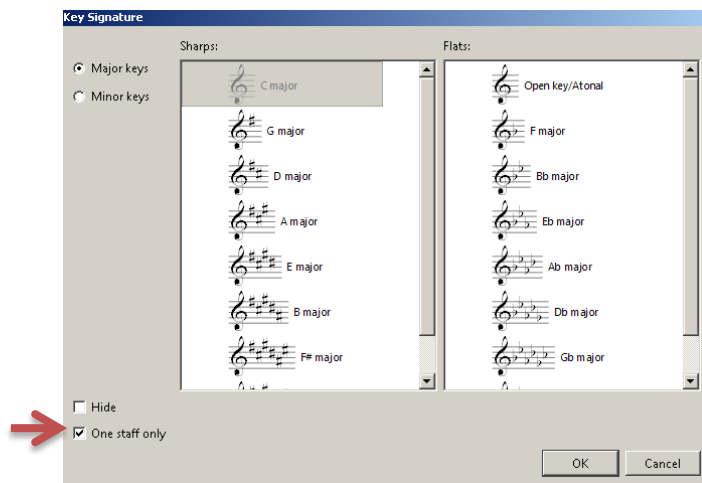 Key Signature
Sharps:
Flats:
Major keys
Minor keys
C major
G major
D major
A major
E major
B major
F# major
Open key/Atonal
F major
Bb major
Eb major
Ab major
Db major
Gb major
Hide
One staff only
OK
Cancel